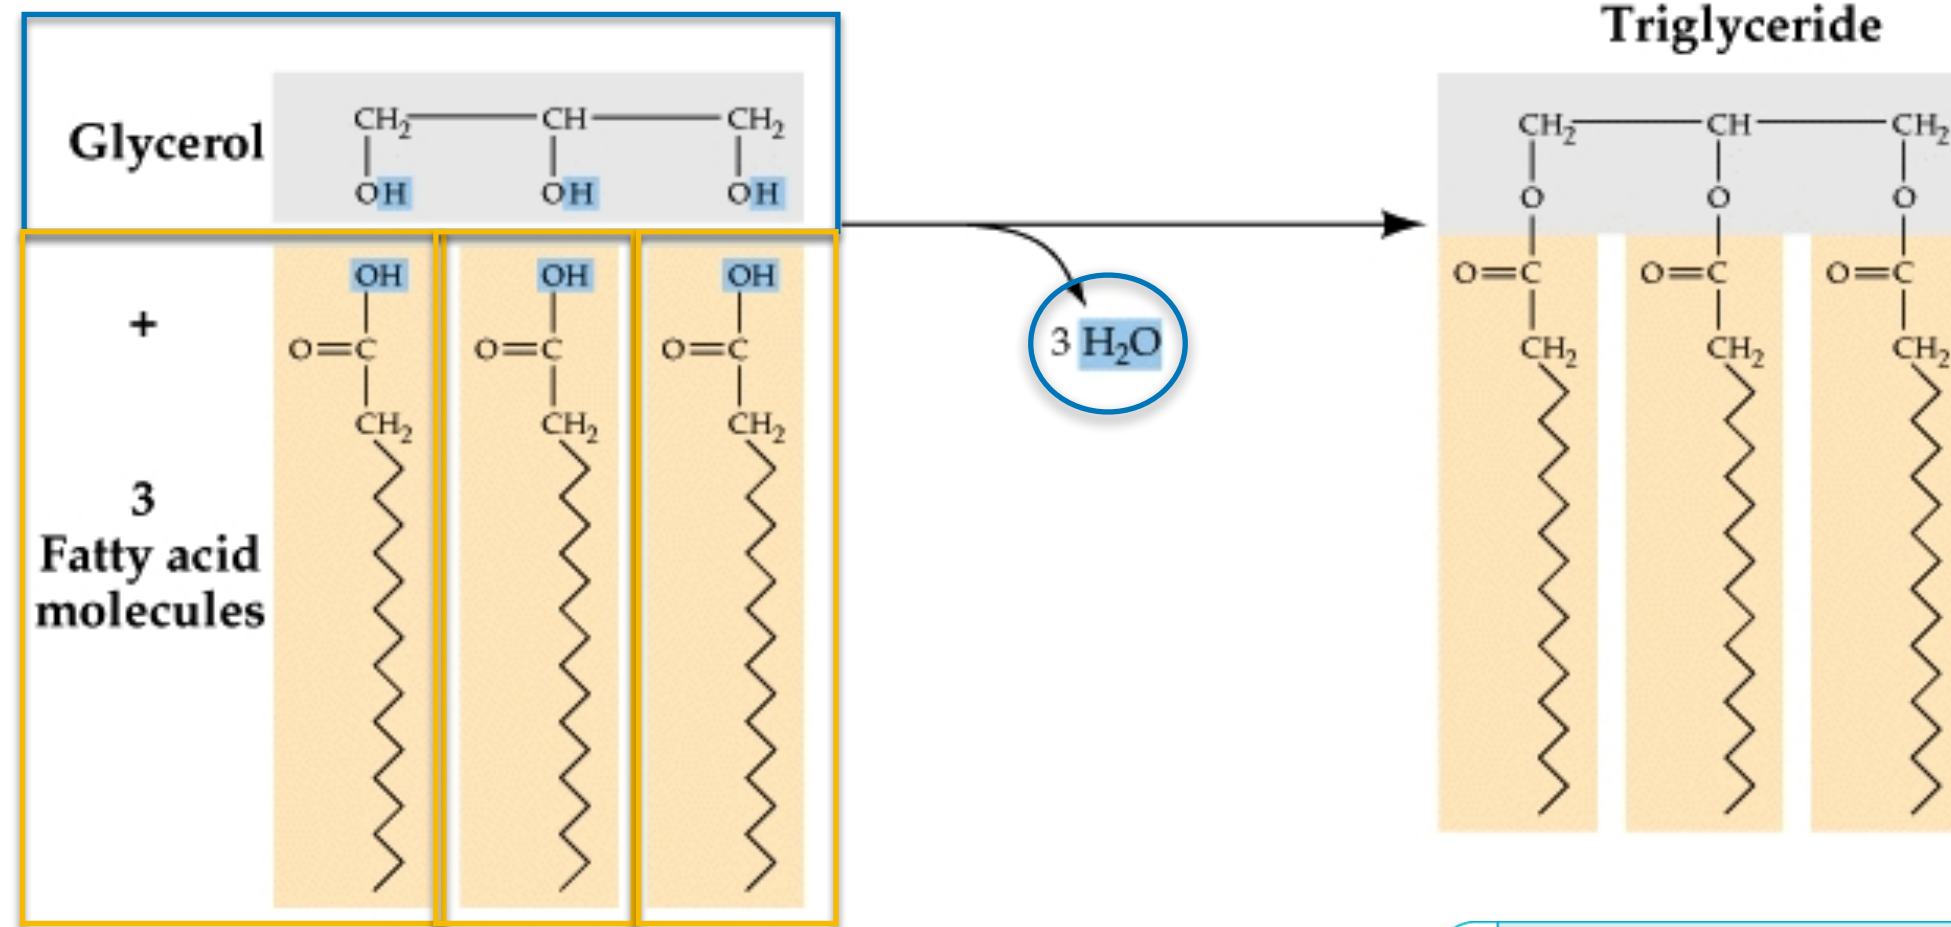 Triglyceride
Glycerol
CH₂ CH CH₂
OH OH OH
+
OH OH OH
O=C O=C O=C
CH₂ CH₂ CH₂
3
Fatty acid
molecules
3 H₂O
CH₂ CH CH₂
O O O
O=C O=C O=C
CH₂ CH₂ CH₂